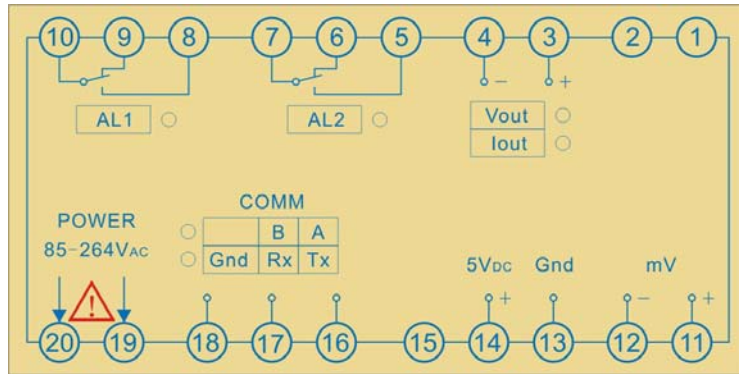 10 9 8 7 6 5 4 3 2 1
- +
AL1 AL2 Vout
Iout
COMM
POWER B A
85-264VAC Gnd Rx Tx
5VDC Gnd mV
+ - +
20 19 18 17 16 15 14 13 12 11